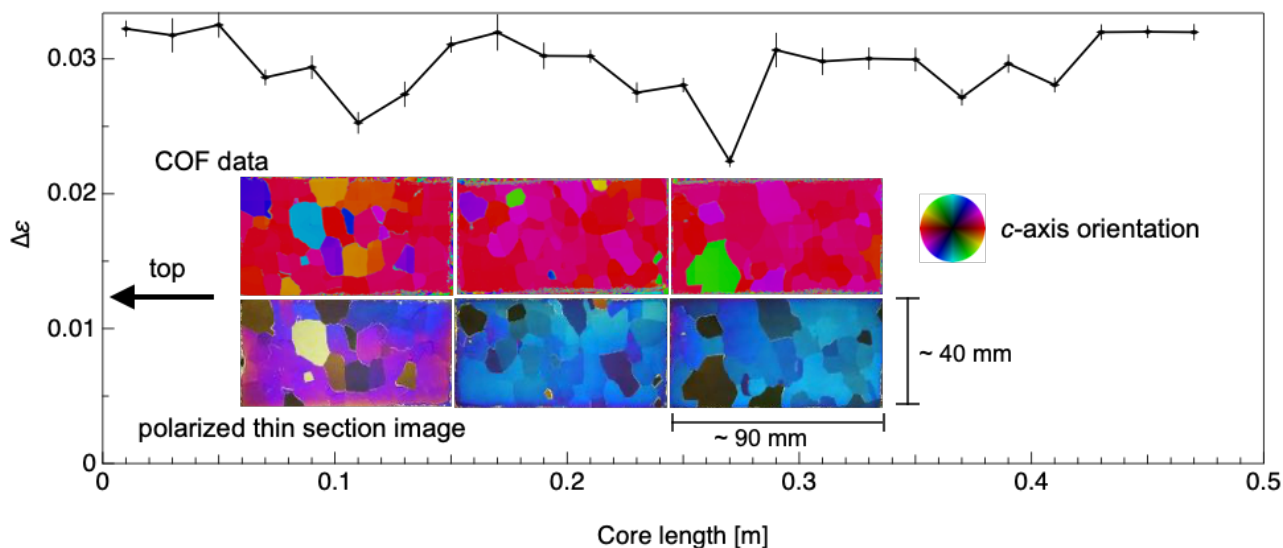 0.03
COF data
0.02
Δε
c-axis orientation
top
0.01
~ 40 mm
polarized thin section image
~ 90 mm
0
0 0.1 0.2 0.3 0.4 0.5
Core length [m]